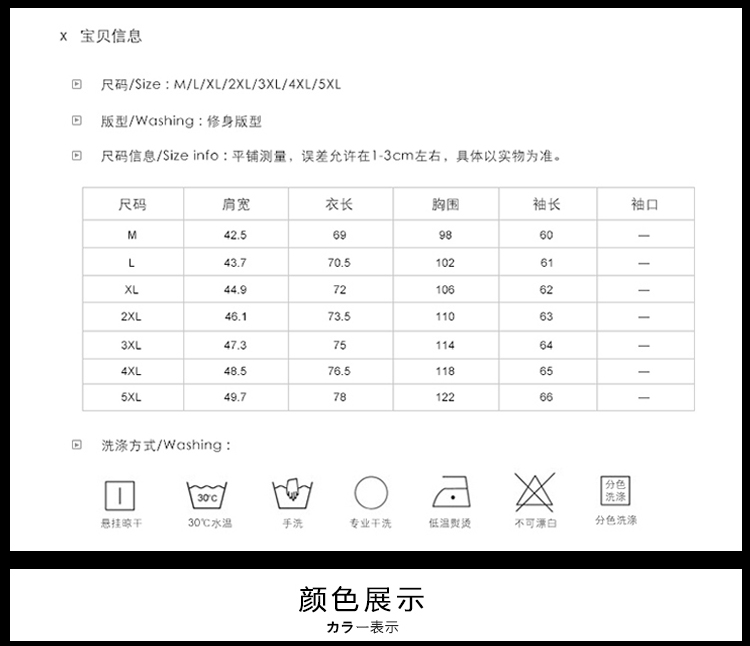 x 宝贝信息
尺码/Size：M/L/XL/2XL/3XL/4XL/5XL
版型/Washing：修身版型
尺码信息/Size info：平铺测量，误差允许在1-3cm左右，具体以实物为准。
尺码 肩宽 衣长 胸围 袖长 袖口
M 42.5 69 98 60 —
L 43.7 70.5 102 61 —
XL 44.9 72 106 62 —
2XL 46.1 73.5 110 63 —
3XL 47.3 75 114 64 —
4XL 48.5 76.5 118 65 —
5XL 49.7 78 122 66 —
洗涤方式/Washing：
30°C
分色
洗涤
悬挂晾干 30℃水温 手洗 专业干洗 低温熨烫 不可漂白 分色洗涤
颜色展示
カラー表示